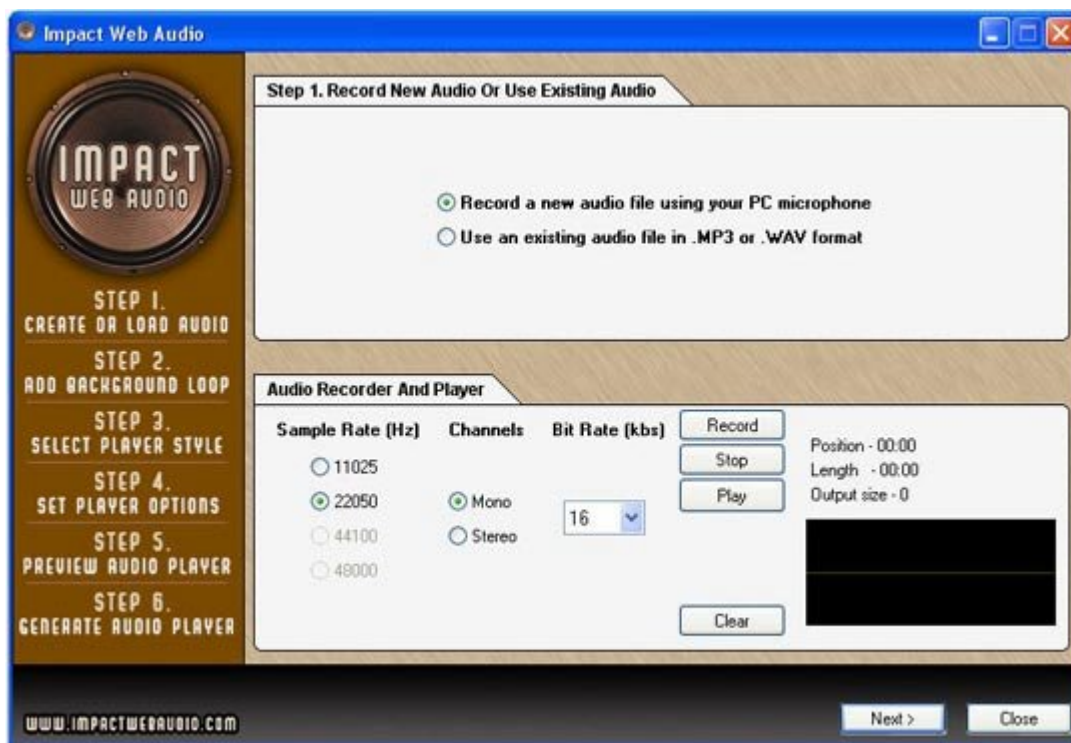 Impact Web Audio
IMPACT
WEB AUDIO
STEP 1.
CREATE OR LOAD AUDIO
STEP 2.
ADD BACKGROUND LOOP
STEP 3.
SELECT PLAYER STYLE
STEP 4.
SET PLAYER OPTIONS
STEP 5.
PREVIEW AUDIO PLAYER
STEP 6.
GENERATE AUDIO PLAYER
WWW.IMPACTWEBAUDIO.COM
Step 1. Record New Audio Or Use Existing Audio
Record a new audio file using your PC microphone
Use an existing audio file in .MP3 or .WAV format
Audio Recorder And Player
Sample Rate (Hz)
11025
22050
44100
48000
Channels
Mono
Stereo
Bit Rate (kbs)
16
Record
Stop
Play
Clear
Position - 00:00
Length - 00:00
Output size - 0
Next >
Close